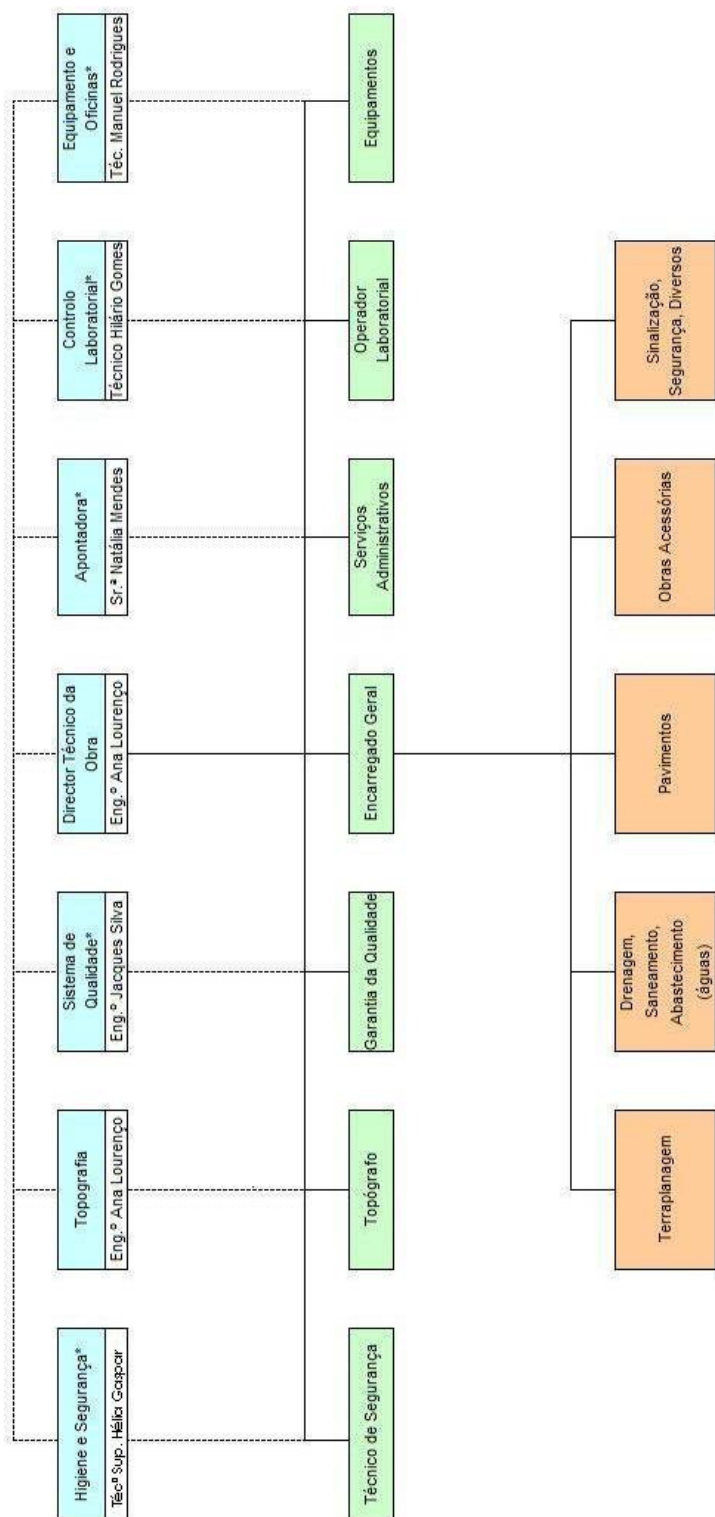 Higiene e Segurança*
Técª Sup. Hélia Gaspar
Topografia
Eng.º Ana Lourenço
Sistema de
Qualidade*
Eng.º Jacques Silva
Director Técnico da
Obra
Eng.º Ana Lourenço
Apontadora*
Sr.ª Natália Mendes
Controlo
Laboratorial*
Técnico Hilário Gomes
Equipamento e
Oficinas*
Téc. Manuel Rodrigues
Técnico de Segurança
Topógrafo
Garantia da Qualidade
Encarregado Geral
Serviços
Administrativos
Operador
Laboratorial
Equipamentos
Terraplanagem
Drenagem,
Saneamento,
Abastecimento
(águas)
Pavimentos
Obras Acessórias
Sinalização,
Segurança, Diversos